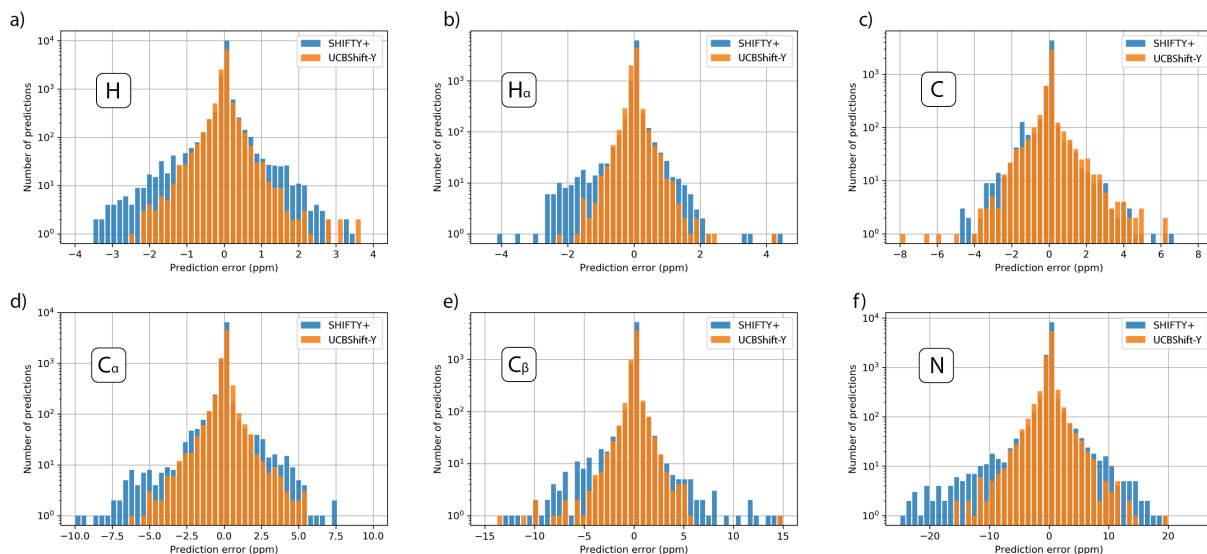 a)
10⁴
10³
10²
10¹
10⁰
Number of predictions
H
SHIFTY+
UCBShift-Y
−4 −3 −2 −1 0 1 2 3 4
Prediction error (ppm)
b)
10³
10²
10¹
10⁰
Number of predictions
Hα
SHIFTY+
UCBShift-Y
−4 −2 0 2 4
Prediction error (ppm)
c)
10³
10²
10¹
10⁰
Number of predictions
C
SHIFTY+
UCBShift-Y
−8 −6 −4 −2 0 2 4 6 8
Prediction error (ppm)
d)
10⁴
10³
10²
10¹
10⁰
Number of predictions
Cα
SHIFTY+
UCBShift-Y
−10.0 −7.5 −5.0 −2.5 0.0 2.5 5.0 7.5 10.0
Prediction error (ppm)
e)
10³
10²
10¹
10⁰
Number of predictions
Cβ
SHIFTY+
UCBShift-Y
−15 −10 −5 0 5 10 15
Prediction error (ppm)
f)
10⁴
10³
10²
10¹
10⁰
Number of predictions
N
SHIFTY+
UCBShift-Y
−20 −10 0 10 20
Prediction error (ppm)